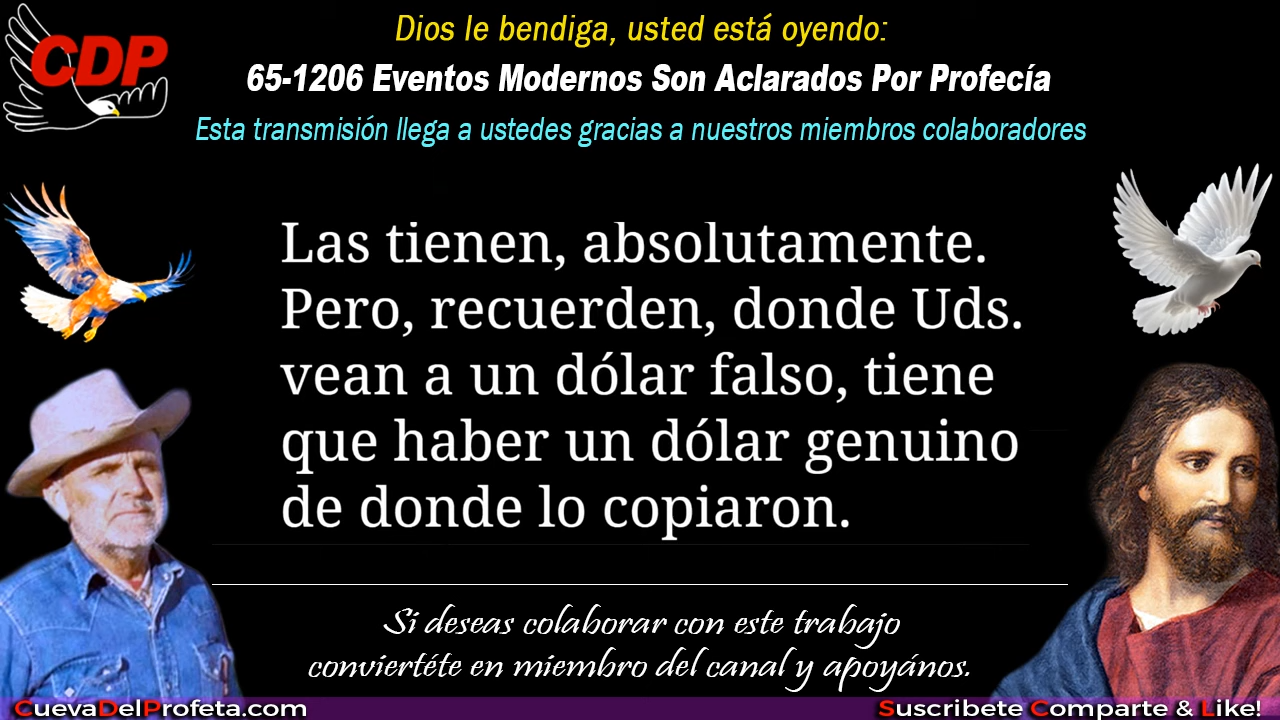 CDP
Dios le bendiga, usted está oyendo:
65-1206 Eventos Modernos Son Aclarados Por Profecía
Esta transmisión llega a ustedes gracias a nuestros miembros colaboradores
Las tienen, absolutamente.
Pero, recuerden, donde Uds.
vean a un dólar falso, tiene
que haber un dólar genuino
de donde lo copiaron.
Si deseas colaborar con este trabajo
conviertéte en miembro del canal y apoyános.
CuevaDelProfeta.com
Suscribete Comparte & Like!